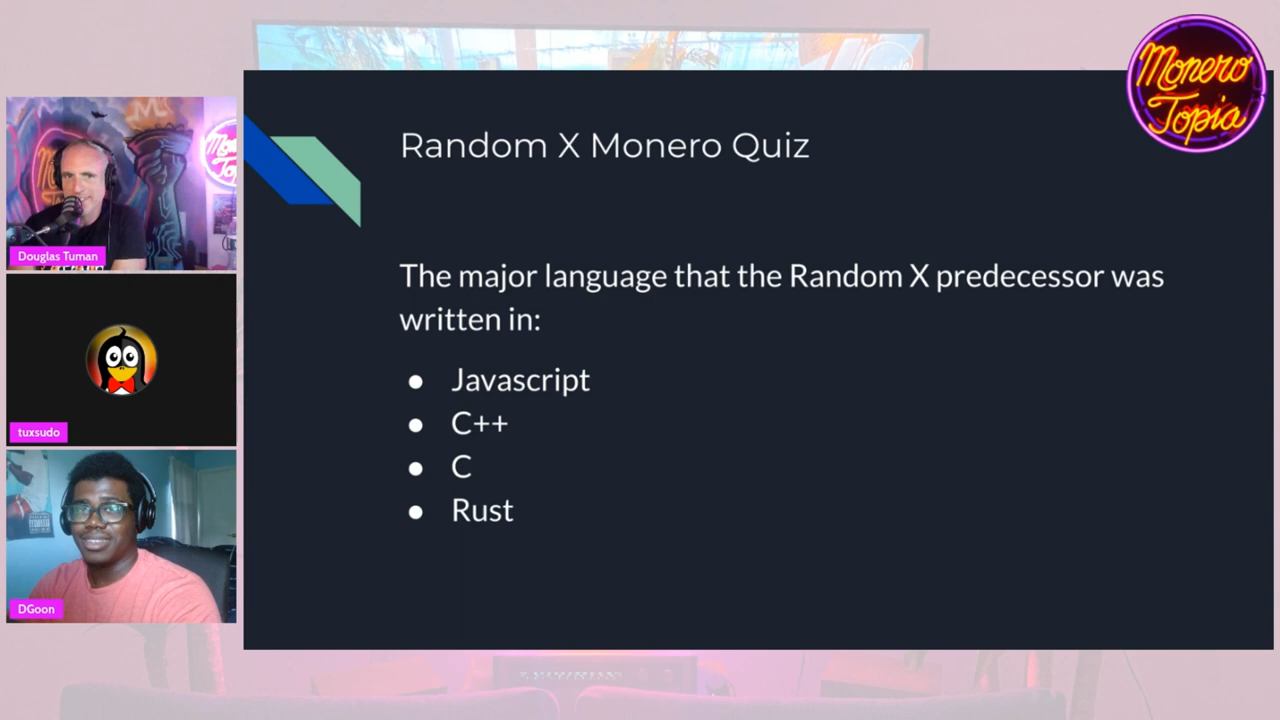 Monero
Topia
Random X Monero Quiz
The major language that the Random X predecessor was
written in:
● Javascript
● C++
● C
● Rust
Douglas Tuman
tuxsudo
DGoon